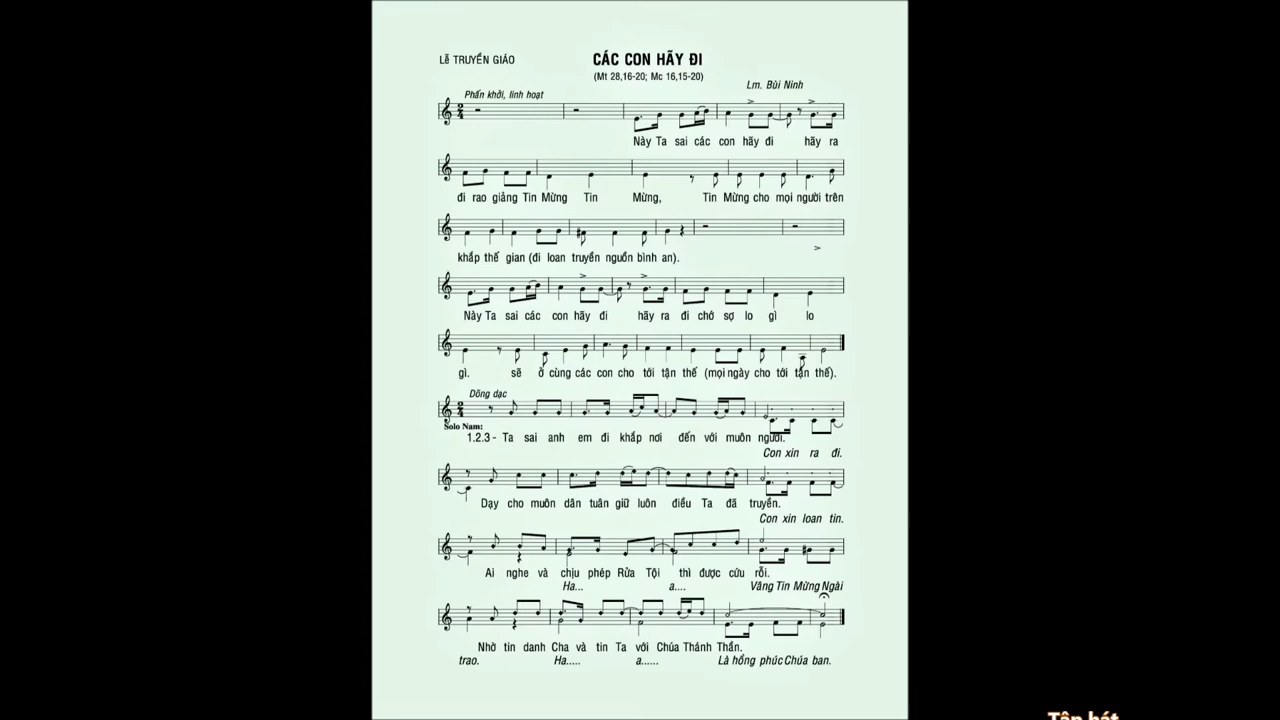 LỄ TRUYỀN GIÁO
CÁC CON HÃY ĐI
(Mt 28,16-20; Mc 16,15-20)
Lm. Bùi Ninh
Phấn khởi, linh hoạt
Này Ta sai các con hãy đi hãy ra
đi rao giảng Tin Mừng Tin Mừng, Tin Mừng cho mọi người trên
khắp thế gian (đi loan truyền nguồn bình an).
Này Ta sai các con hãy đi hãy ra đi chớ sợ lo gì lo
gì. sẽ ở cùng các con cho tới tận thế (mọi ngày cho tới tận thế).
Dõng dạc
Solo Nam:
1.2.3- Ta sai anh em đi khắp nơi đến với muôn người.
Con xin ra đi.
Dạy cho muôn dân tuân giữ luôn điều Ta đã truyền.
Con xin loan tin.
Ai nghe và chịu phép Rửa Tội thì được cứu rỗi.
Ha... a.... Vâng Tin Mừng Ngài
Nhờ tin danh Cha và tin Ta với Chúa Thánh Thần.
trao. Ha..... a...... Là hồng phúc Chúa ban.
Tập hát